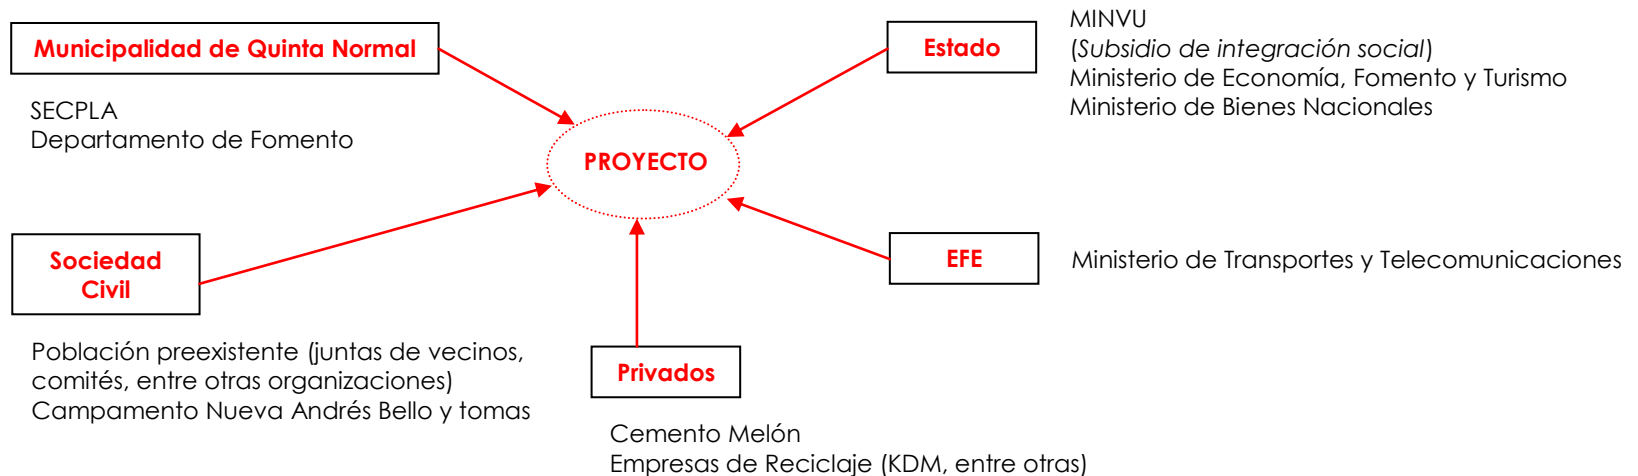 Municipalidad de Quinta Normal
SECPLA
Departamento de Fomento
Estado
MINVU
(Subsidio de integración social)
Ministerio de Economía, Fomento y Turismo
Ministerio de Bienes Nacionales
PROYECTO
Sociedad
Civil
Población preexistente (juntas de vecinos,
comités, entre otras organizaciones)
Campamento Nueva Andrés Bello y tomas
EFE
Ministerio de Transportes y Telecomunicaciones
Privados
Cemento Melón
Empresas de Reciclaje (KDM, entre otras)